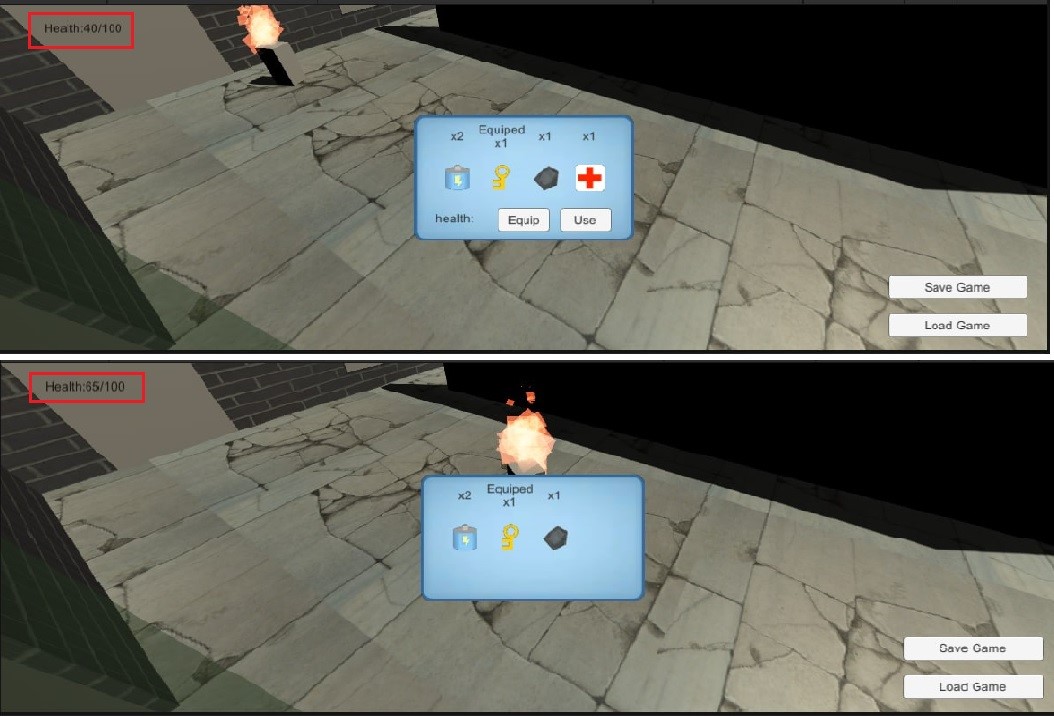 Health:40/100
x2 Equiped x1 x1
x1
health: Equip Use
Save Game
Load Game
Health:65/100
x2 Equiped x1
x1
Save Game
Load Game